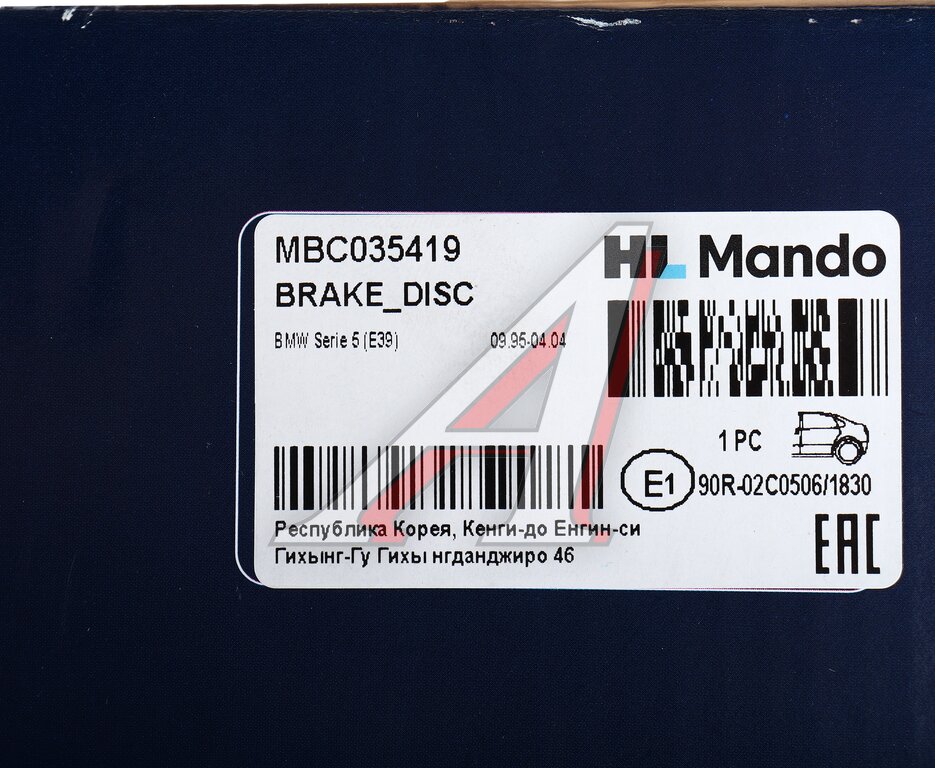 MBC035419
HL Mando
BRAKE_DISC
BMW Serie 5 (E39) 09.95-04.04
1 PC
E1 90R-02C0506/1830
Республика Корея, Кенги-до Енгин-си
Гихынг-Гу Гихы нгданджиро 46
EAC